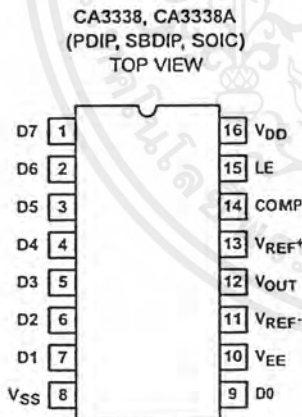 CA3338, CA3338A
(PDIP, SBDIP, SOIC)
TOP VIEW
D7 1 16 VDD
D6 2 15 LE
D5 3 14 COMP
D4 4 13 VREF+
D3 5 12 VOUT
D2 6 11 VREF-
D1 7 10 VEE
VSS 8 9 D0